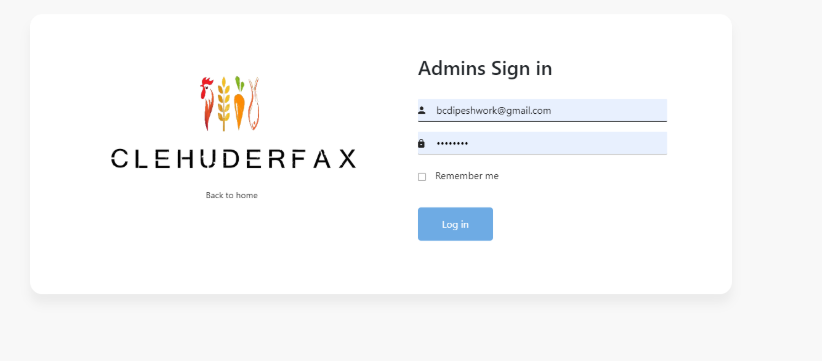 Admins Sign in
bcdipeshwork@gmail.com
••••••••
Remember me
Log in
CLEHUDERFAX
Back to home